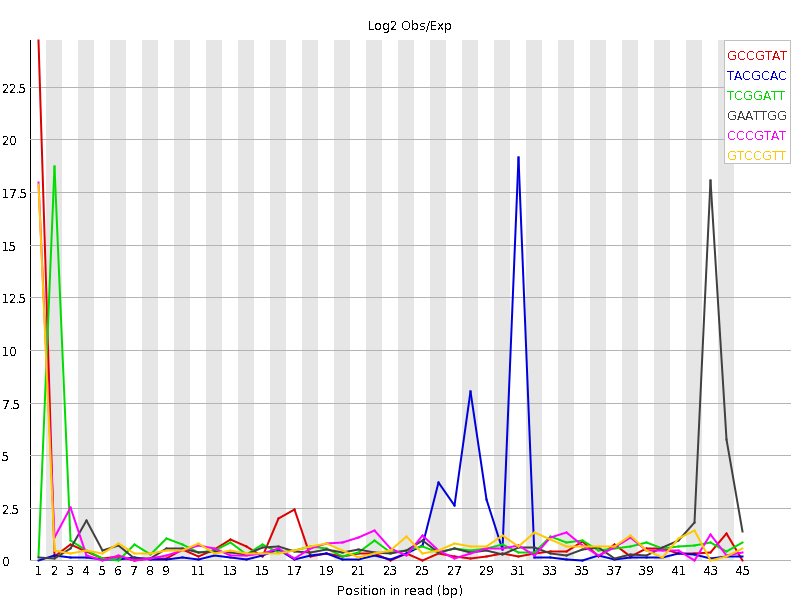 Log2 Obs/Exp
GCCGTAT
TACGCAC
TCGGATT
GAATTGG
CCCGTAT
GTCCGTT
22.5
20
17.5
15
12.5
10
7.5
5
2.5
0
1 2 3 4 5 6 7 8 9 11 13 15 17 19 21 23 25 27 29 31 33 35 37 39 41 43 45
Position in read (bp)